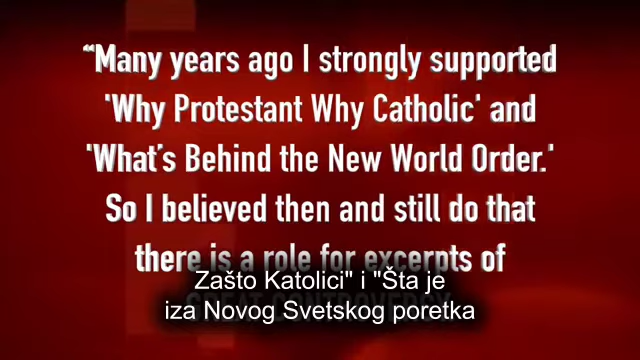 “Many years ago I strongly supported
'Why Protestant Why Catholic' and
'What's Behind the New World Order.'
So I believed then and still do that
there is a role for excerpts of
Zašto Katolici" i "Šta je
iza Novog Svetskog poretka